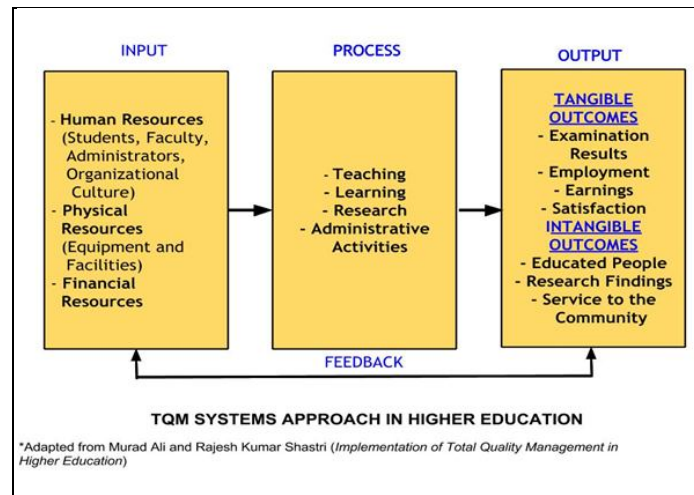 INPUT
- Human Resources
(Students, Faculty,
Administrators,
Organizational
Culture)
- Physical
Resources
(Equipment and
Facilities)
- Financial
Resources
PROCESS
- Teaching
- Learning
- Research
- Administrative
Activities
OUTPUT
TANGIBLE
OUTCOMES
- Examination
Results
- Employment
- Earnings
- Satisfaction
INTANGIBLE
OUTCOMES
- Educated People
- Research Findings
- Service to the
Community
FEEDBACK
TQM SYSTEMS APPROACH IN HIGHER EDUCATION
*Adapted from Murad Ali and Rajesh Kumar Shastri (Implementation of Total Quality Management in
Higher Education)